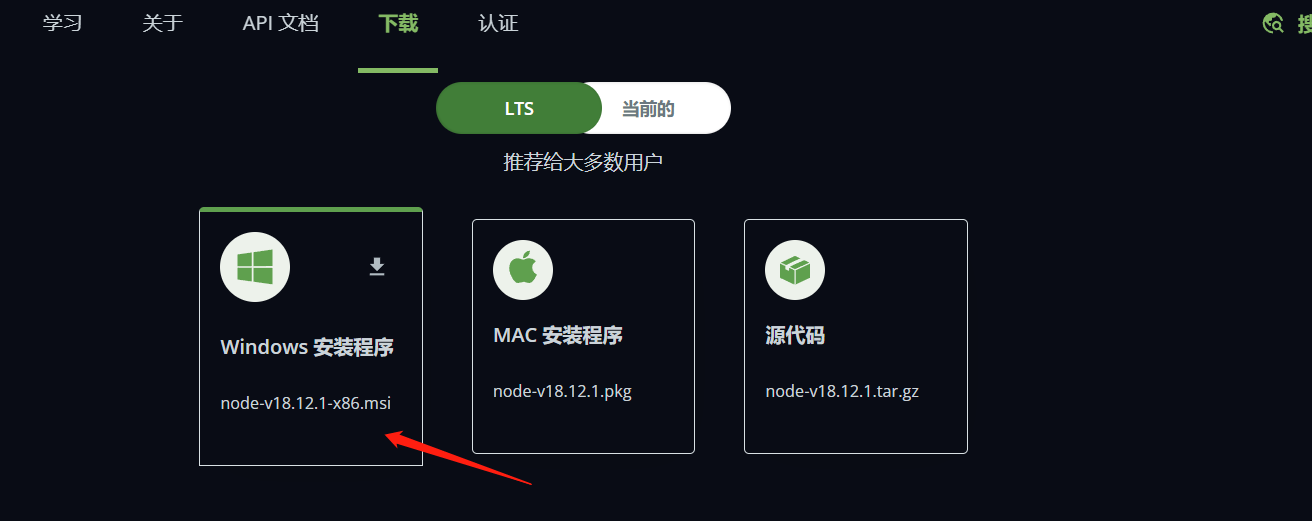 学习 关于 API 文档 下载 认证
LTS 当前的
推荐给大多数用户
Windows 安装程序
node-v18.12.1-x86.msi
MAC 安装程序
node-v18.12.1.pkg
源代码
node-v18.12.1.tar.gz